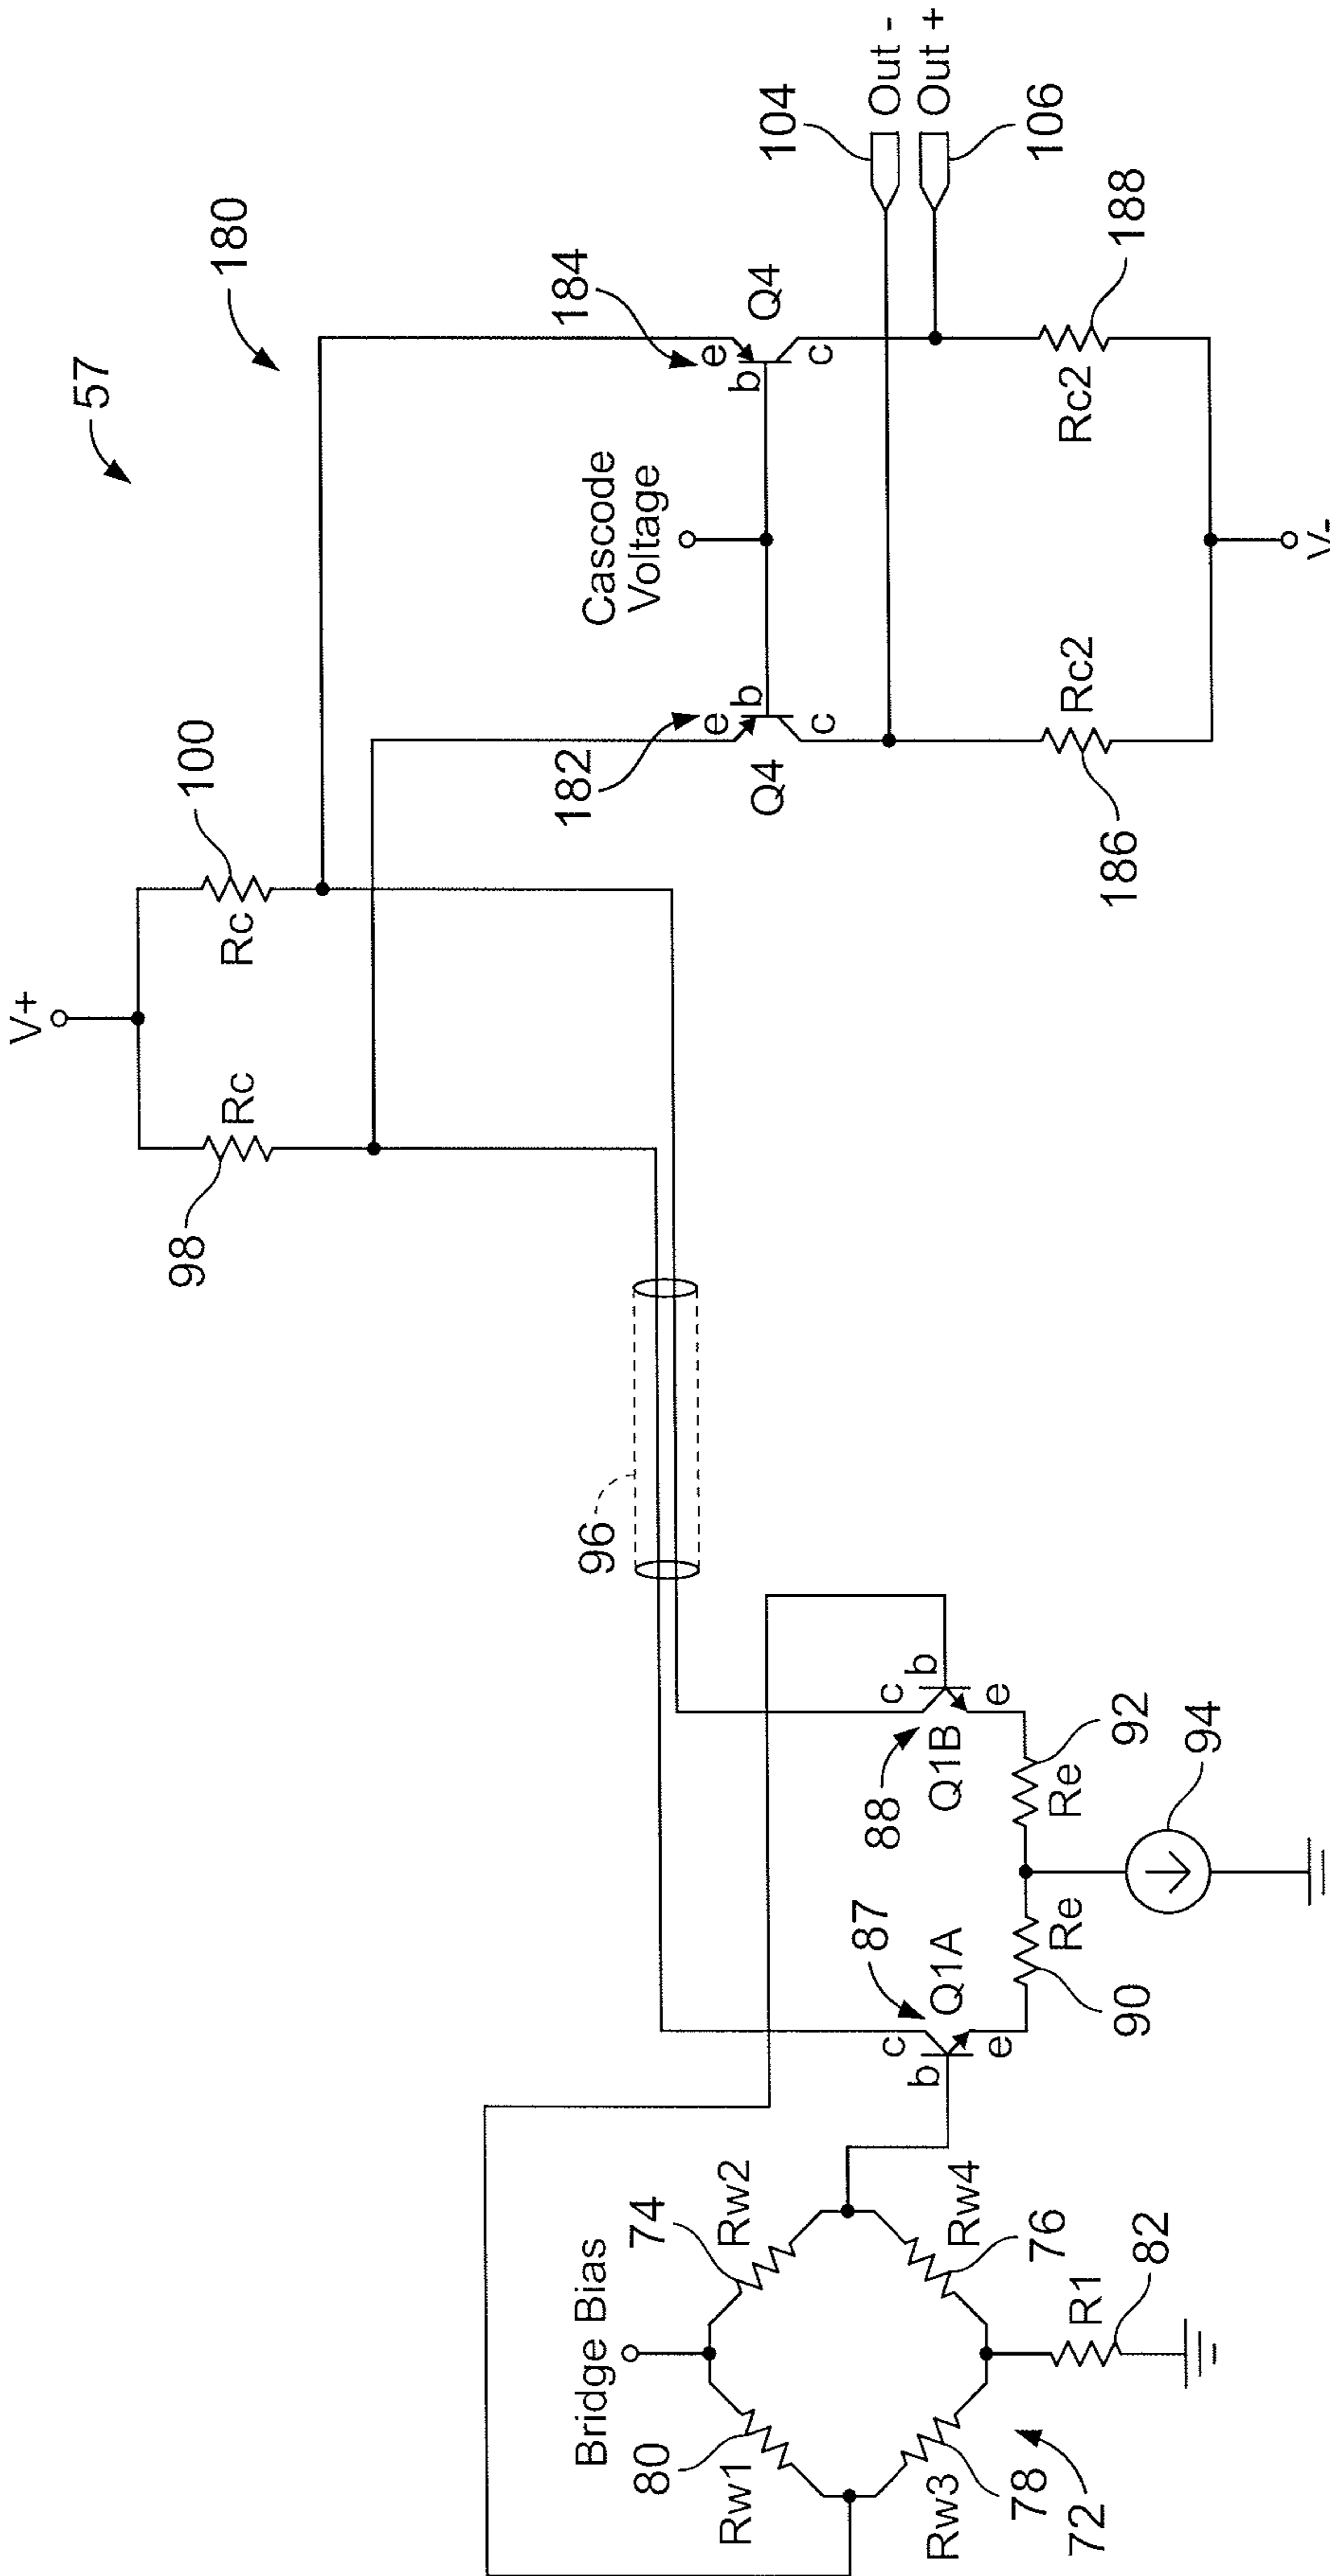 57
180
V+
98
Rc
Rc
100
96
Cascode
Voltage
182
e
b
c
Q4
184
e
b
c
Q4
104
Out -
Out +
106
186
Rc2
Rc2
188
V-
Bridge Bias
80
Rw1
74
Rw2
Rw3
78
Rw4
76
72
R1
82
87
Q1A
c
b
e
88
Q1B
c
b
e
90
Re
Re
92
94